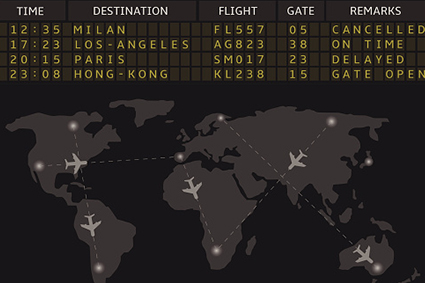 TIME DESTINATION FLIGHT GATE REMARKS
12:35 MILAN FL557 05 CANCELLED
17:23 LOS-ANGELES AG823 38 ON TIME
20:15 PARIS SM017 23 DELAYED
23:08 HONG-KONG KL238 15 GATE OPEN